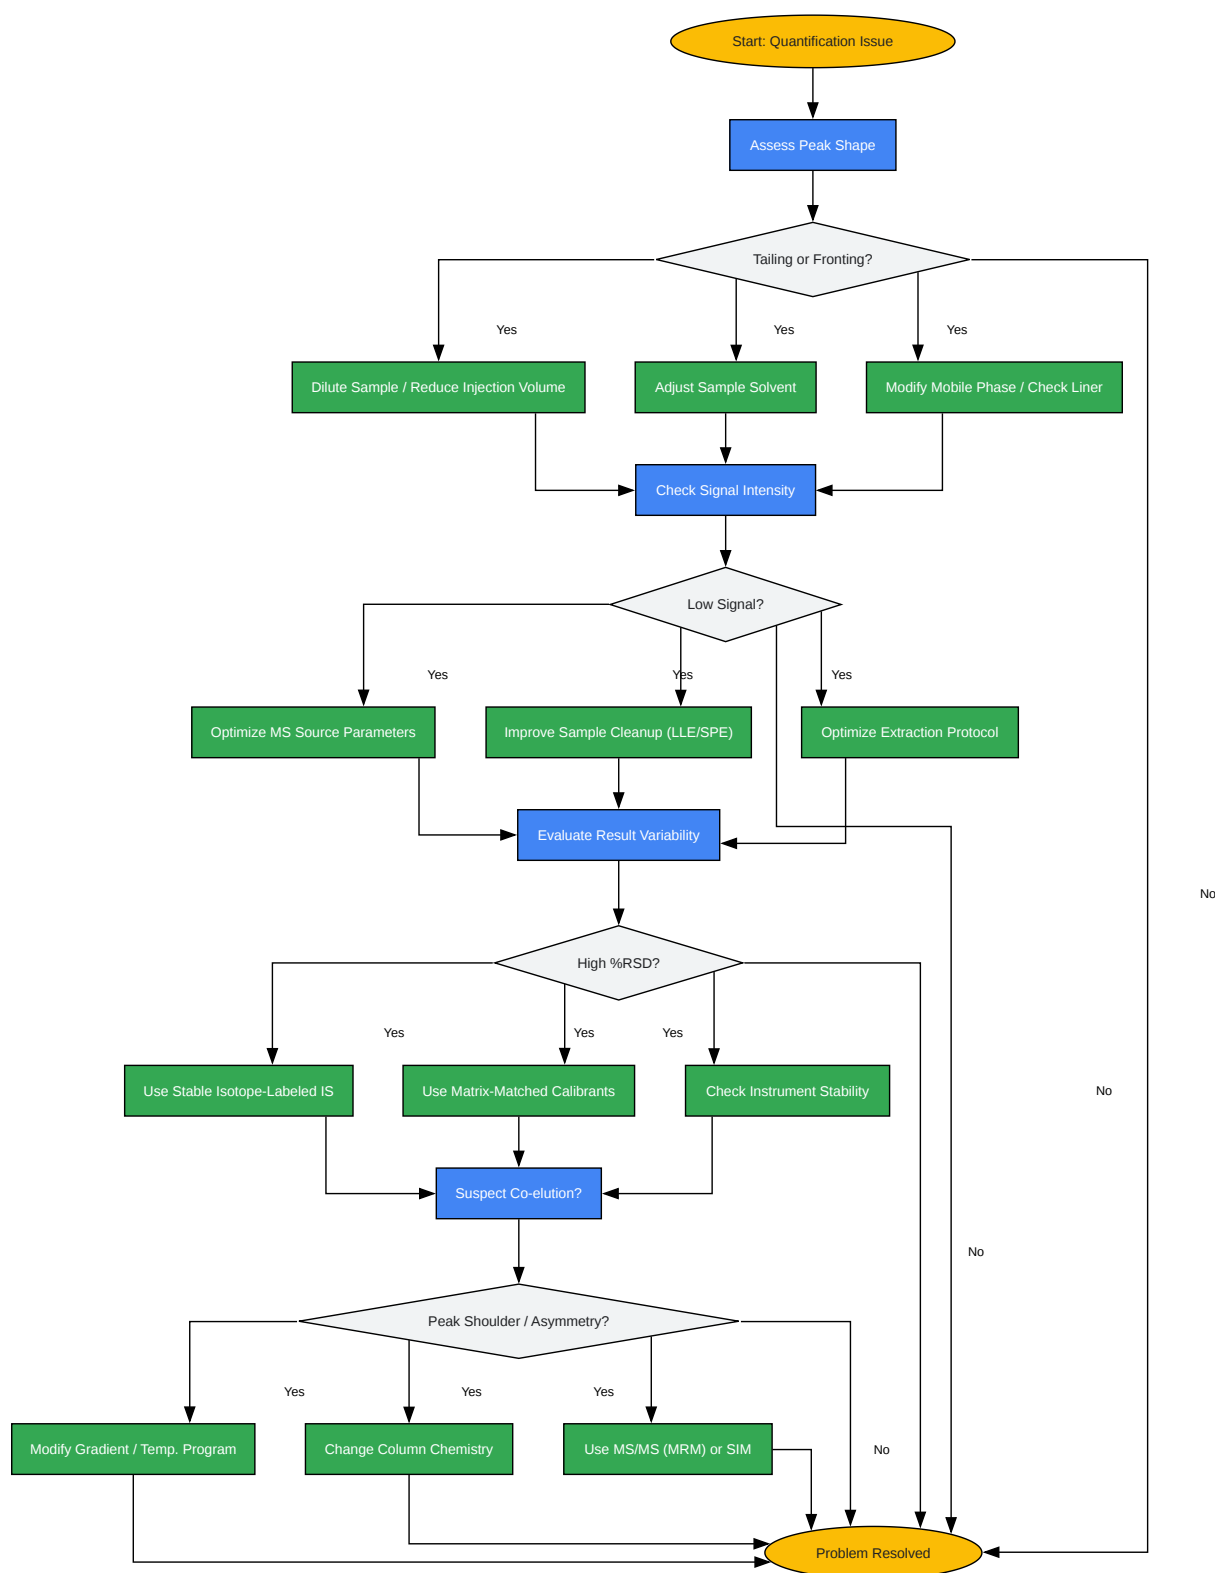 Start: Quantification Issue
Assess Peak Shape
Tailing or Fronting?
Yes
Yes
Yes
Dilute Sample / Reduce Injection Volume
Adjust Sample Solvent
Modify Mobile Phase / Check Liner
Check Signal Intensity
Low Signal?
Yes
Yes
Yes
Optimize MS Source Parameters
Improve Sample Cleanup (LLE/SPE)
Optimize Extraction Protocol
Evaluate Result Variability
No
High %RSD?
Yes
Yes
Yes
Use Stable Isotope-Labeled IS
Use Matrix-Matched Calibrants
Check Instrument Stability
No
Suspect Co-elution?
No
Peak Shoulder / Asymmetry?
Yes
Yes
Yes
Modify Gradient / Temp. Program
Change Column Chemistry
Use MS/MS (MRM) or SIM
No
Problem Resolved